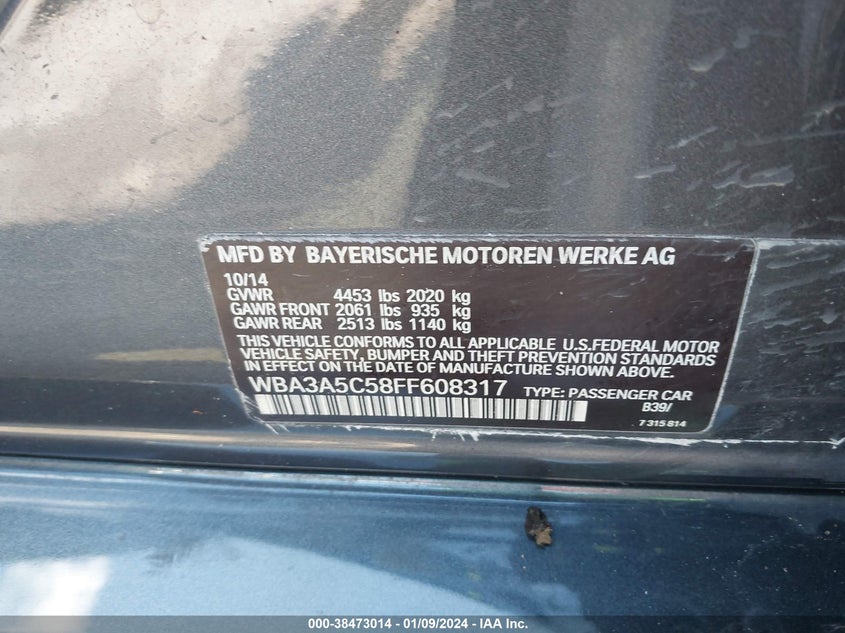 MFD BY BAYERISCHE MOTOREN WERKE AG
10/14
GVWR 4453 lbs 2020 kg
GAWR FRONT 2061 lbs 935 kg
GAWR REAR 2513 lbs 1140 kg
THIS VEHICLE CONFORMS TO ALL APPLICABLE U.S.FEDERAL MOTOR
VEHICLE SAFETY, BUMPER AND THEFT PREVENTION STANDARDS
IN EFFECT ON THE DATE OF MANUFACTURE SHOWN ABOVE.
WBA3A5C58FF608317 TYPE: PASSENGER CAR
B39/
7 315 814
000-38473014 - 01/09/2024 - IAA Inc.